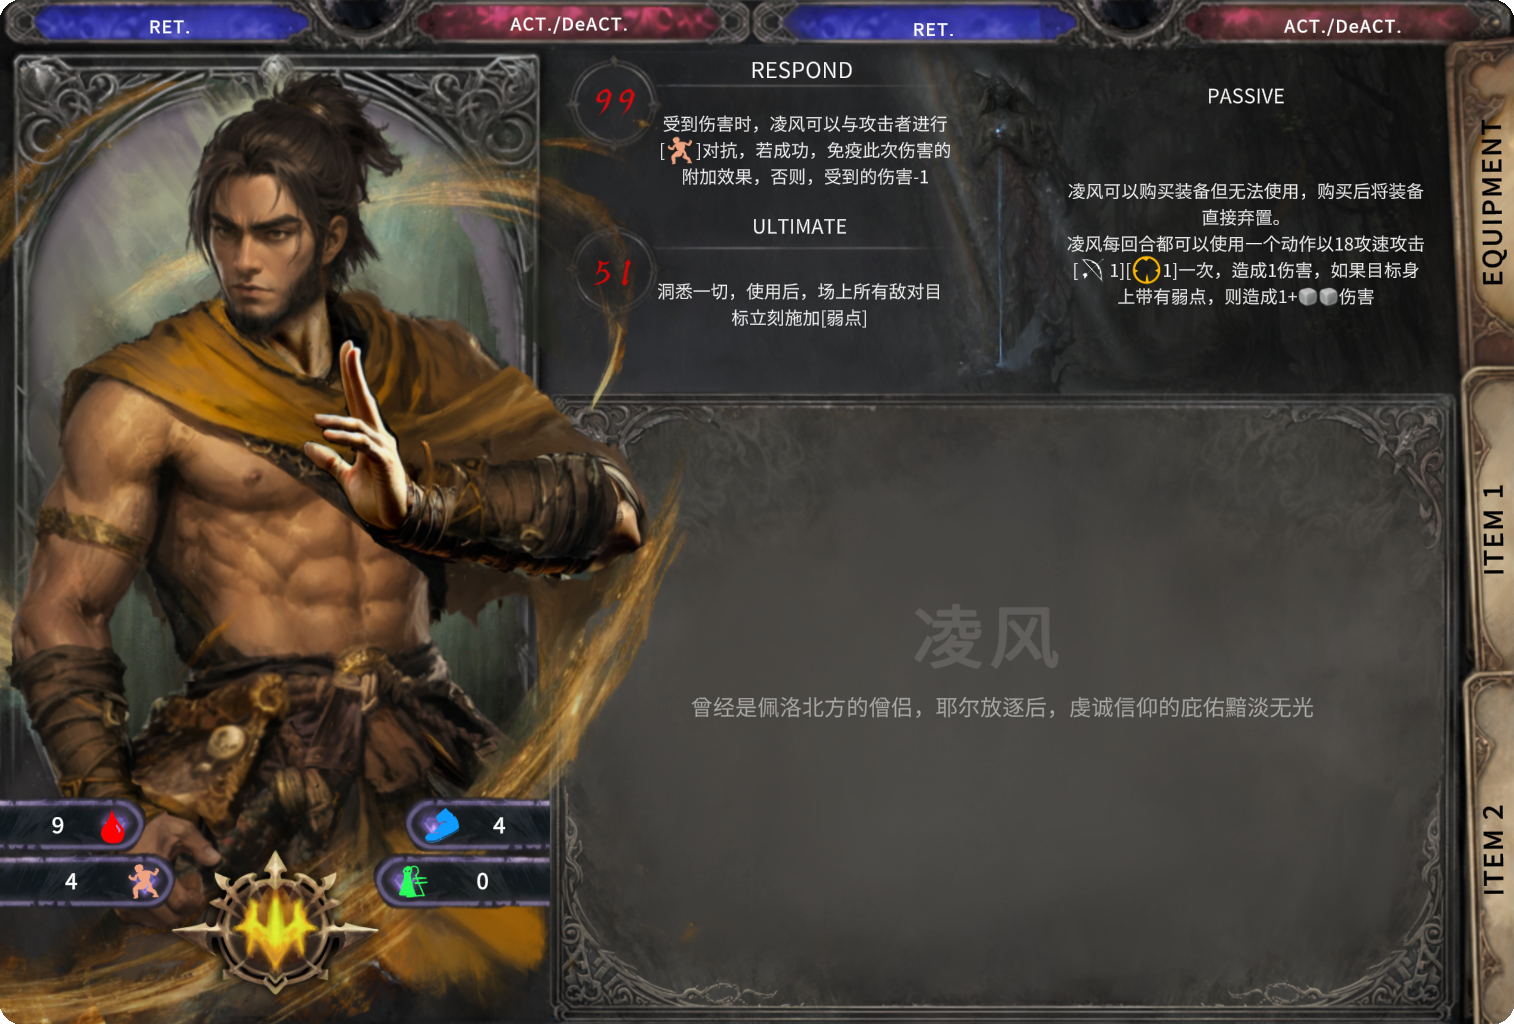 RET.
ACT./DeACT.
RET.
ACT./DeACT.
RESPOND
99
受到伤害时，凌风可以与攻击者进行
[ ]对抗，若成功，免疫此次伤害的
附加效果，否则，受到的伤害-1
ULTIMATE
51
洞悉一切，使用后，场上所有敌对目
标立刻施加[弱点]
PASSIVE
凌风可以购买装备但无法使用，购买后将装备
直接弃置。
凌风每回合都可以使用一个动作以18攻速攻击
[ 1][ 1]一次，造成1伤害，如果目标身
上带有弱点，则造成1+ 伤害
EQUIPMENT
ITEM 1
ITEM 2
凌风
曾经是佩洛北方的僧侣，耶尔放逐后，虔诚信仰的庇佑黯淡无光
9
4
4
0